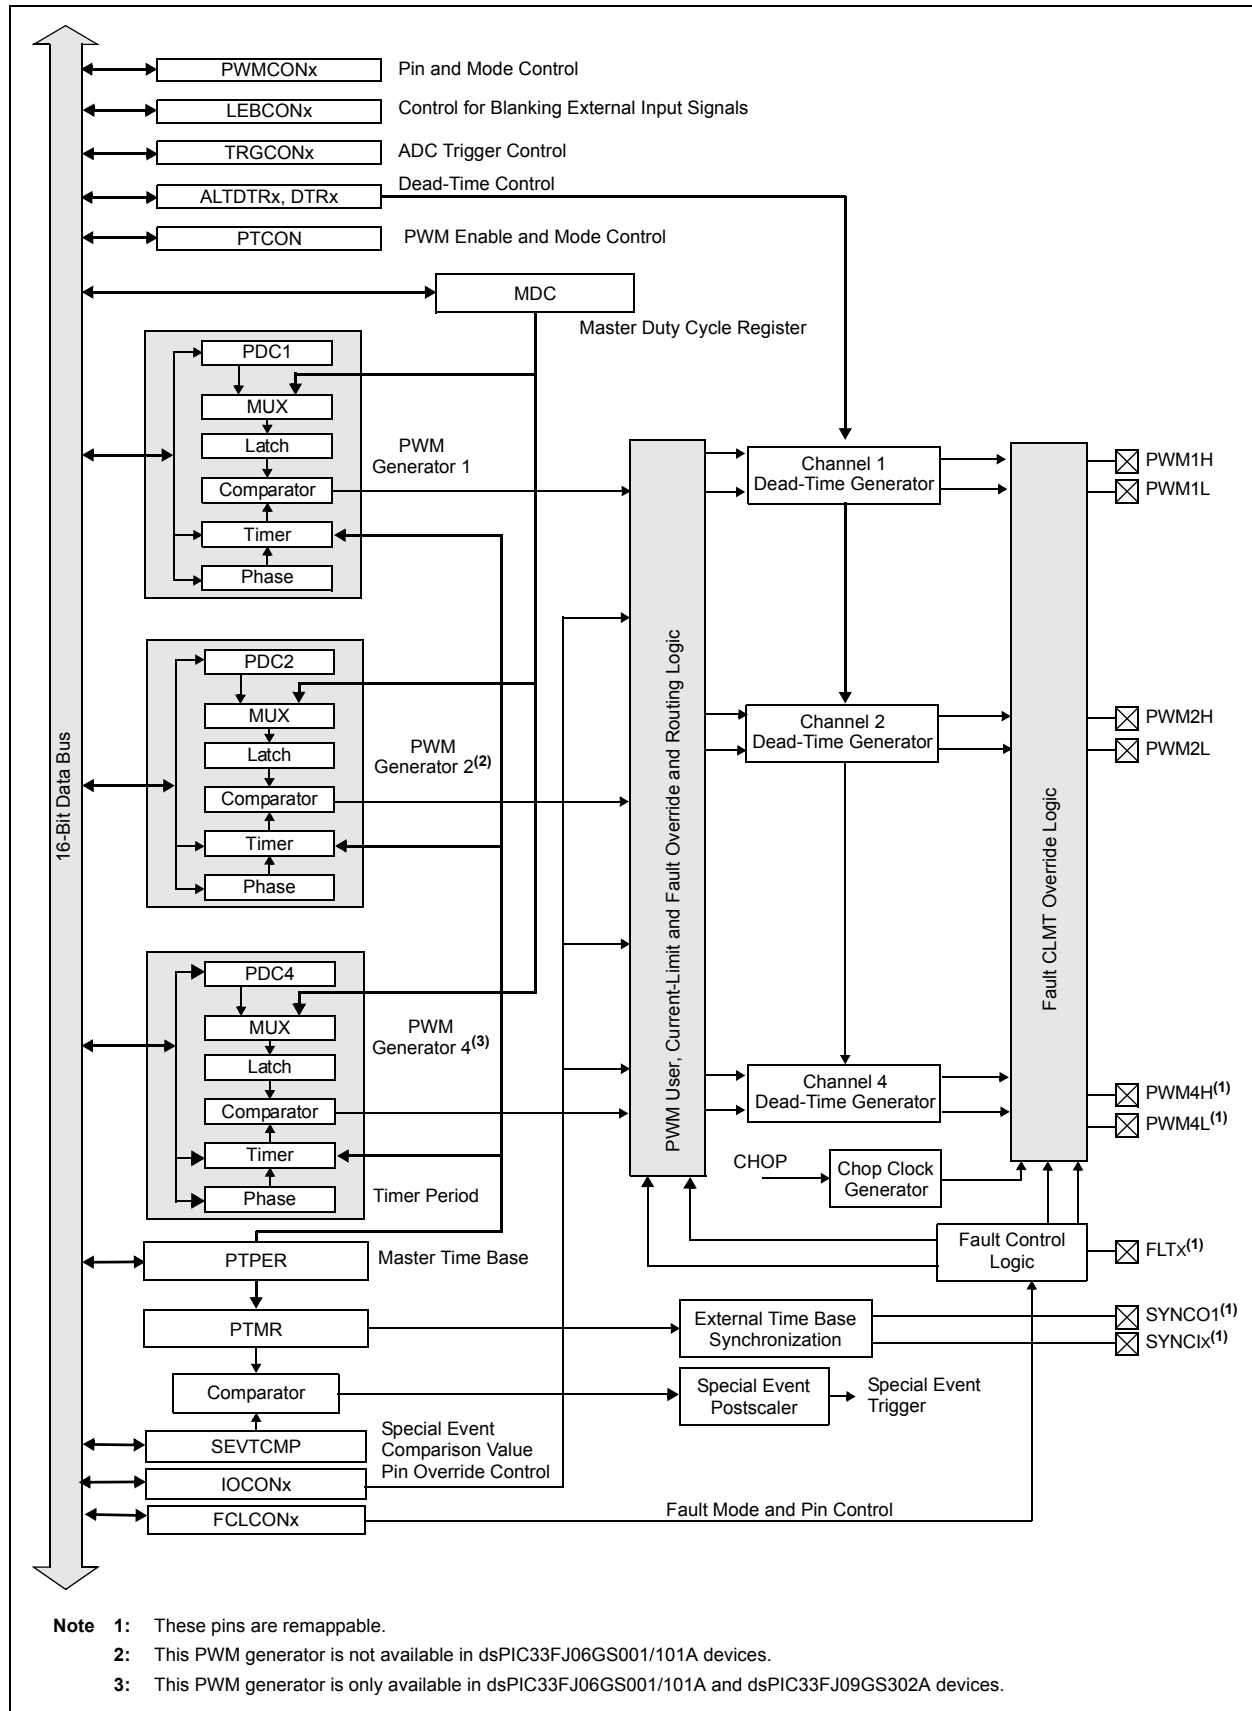 PWMCONx
Pin and Mode Control
LEBCONx
Control for Blanking External Input Signals
TRGCONx
ADC Trigger Control
ALTDTRx, DTRx
Dead-Time Control
PTCON
PWM Enable and Mode Control
MDC
Master Duty Cycle Register
16-Bit Data Bus
PDC1
MUX
Latch
Comparator
Timer
Phase
PWM
Generator 1
PDC2
MUX
Latch
Comparator
Timer
Phase
PWM
Generator 2(2)
PDC4
MUX
Latch
Comparator
Timer
Phase
PWM
Generator 4(3)
Timer Period
PWM User, Current-Limit and Fault Override and Routing Logic
Channel 1
Dead-Time Generator
Channel 2
Dead-Time Generator
Channel 4
Dead-Time Generator
Fault CLMT Override Logic
PWM1H
PWM1L
PWM2H
PWM2L
PWM4H(1)
PWM4L(1)
CHOP
Chop Clock
Generator
Fault Control
Logic
FLTx(1)
PTPER
Master Time Base
PTMR
External Time Base
Synchronization
SYNCO1(1)
SYNCIx(1)
Comparator
Special Event
Postscaler
Special Event
Trigger
SEVTCMP
Special Event
Comparison Value
Pin Override Control
IOCONx
FCLCONx
Fault Mode and Pin Control
Note 1: These pins are remappable.
2: This PWM generator is not available in dsPIC33FJ06GS001/101A devices.
3: This PWM generator is only available in dsPIC33FJ06GS001/101A and dsPIC33FJ09GS302A devices.